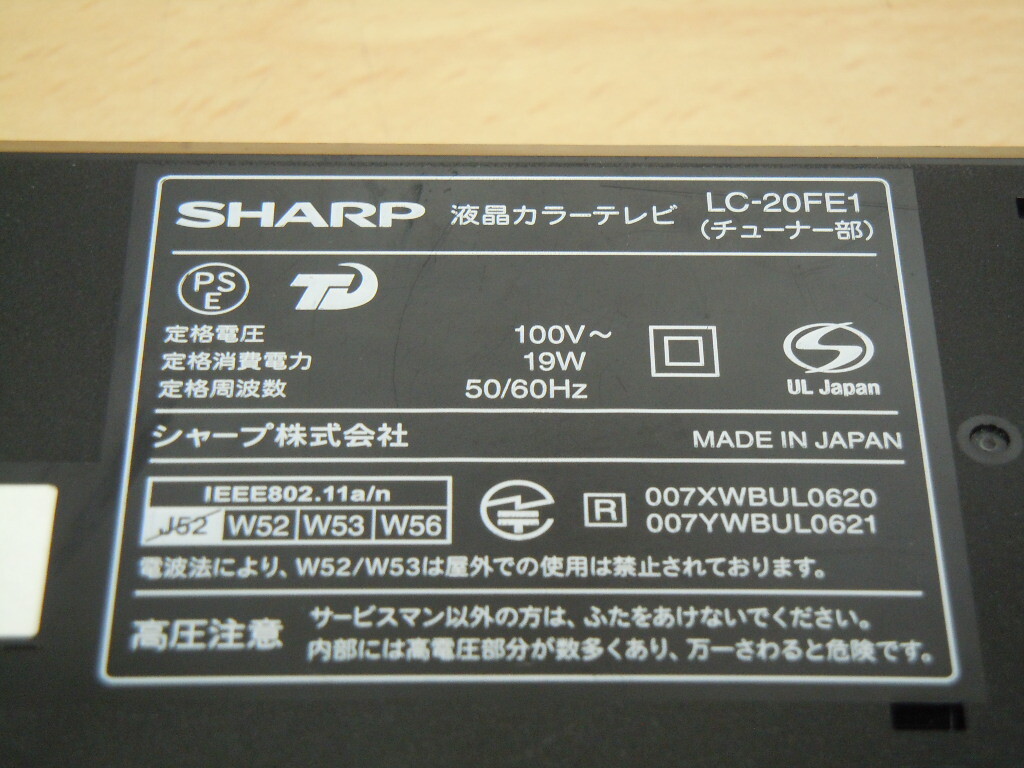 SHARP 液晶カラーテレビ LC-20FE1
(チューナー部)
PS
E
定格電圧 100V～
定格消費電力 19W
定格周波数 50/60Hz
UL Japan
シャープ株式会社 MADE IN JAPAN
IEEE802.11a/n
J52 W52 W53 W56
R 007XWBUL0620
007YWBUL0621
電波法により、W52/W53は屋外での使用は禁止されております。
高圧注意
サービスマン以外の方は、ふたをあけないでください。
内部には高電圧部分が数多くあり、万一さわると危険です。